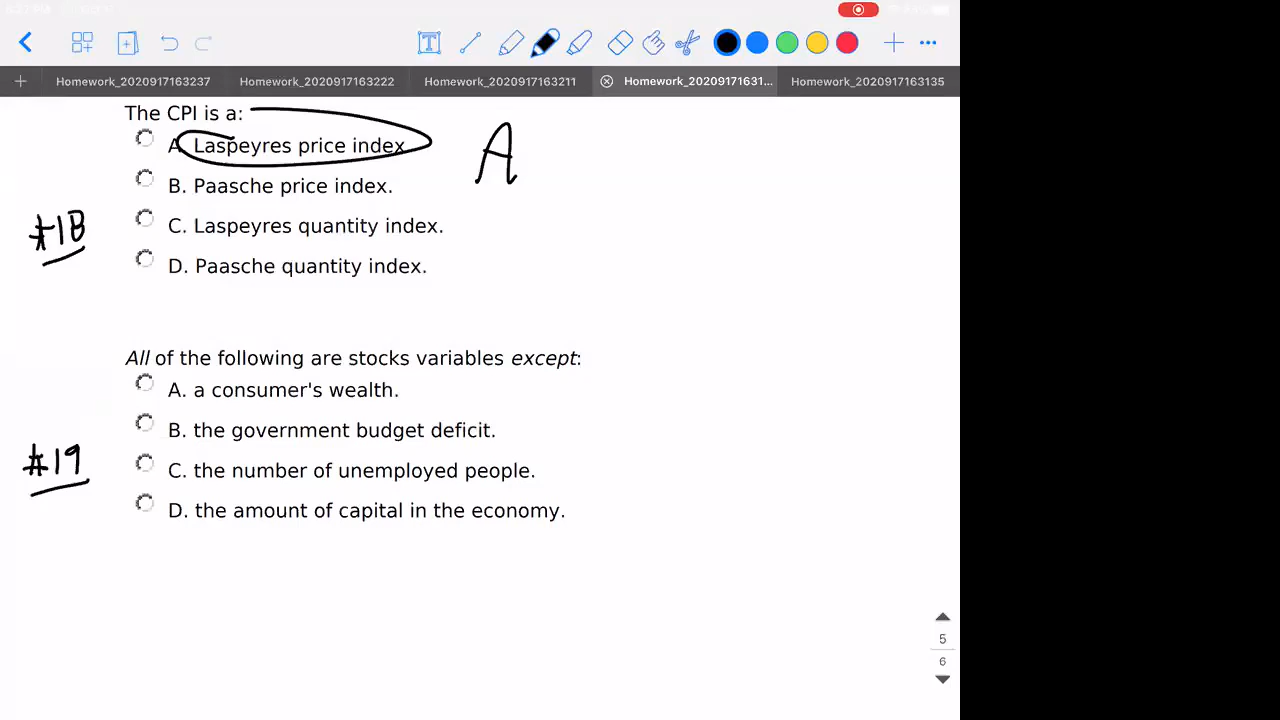 Homework_2020917163237
Homework_2020917163222
Homework_2020917163211
Homework_20209171631...
Homework_2020917163135
The CPI is a:
A. Laspeyres price index.
A
B. Paasche price index.
#18
C. Laspeyres quantity index.
D. Paasche quantity index.
All of the following are stocks variables except:
A. a consumer's wealth.
B. the government budget deficit.
#19
C. the number of unemployed people.
D. the amount of capital in the economy.
5
6